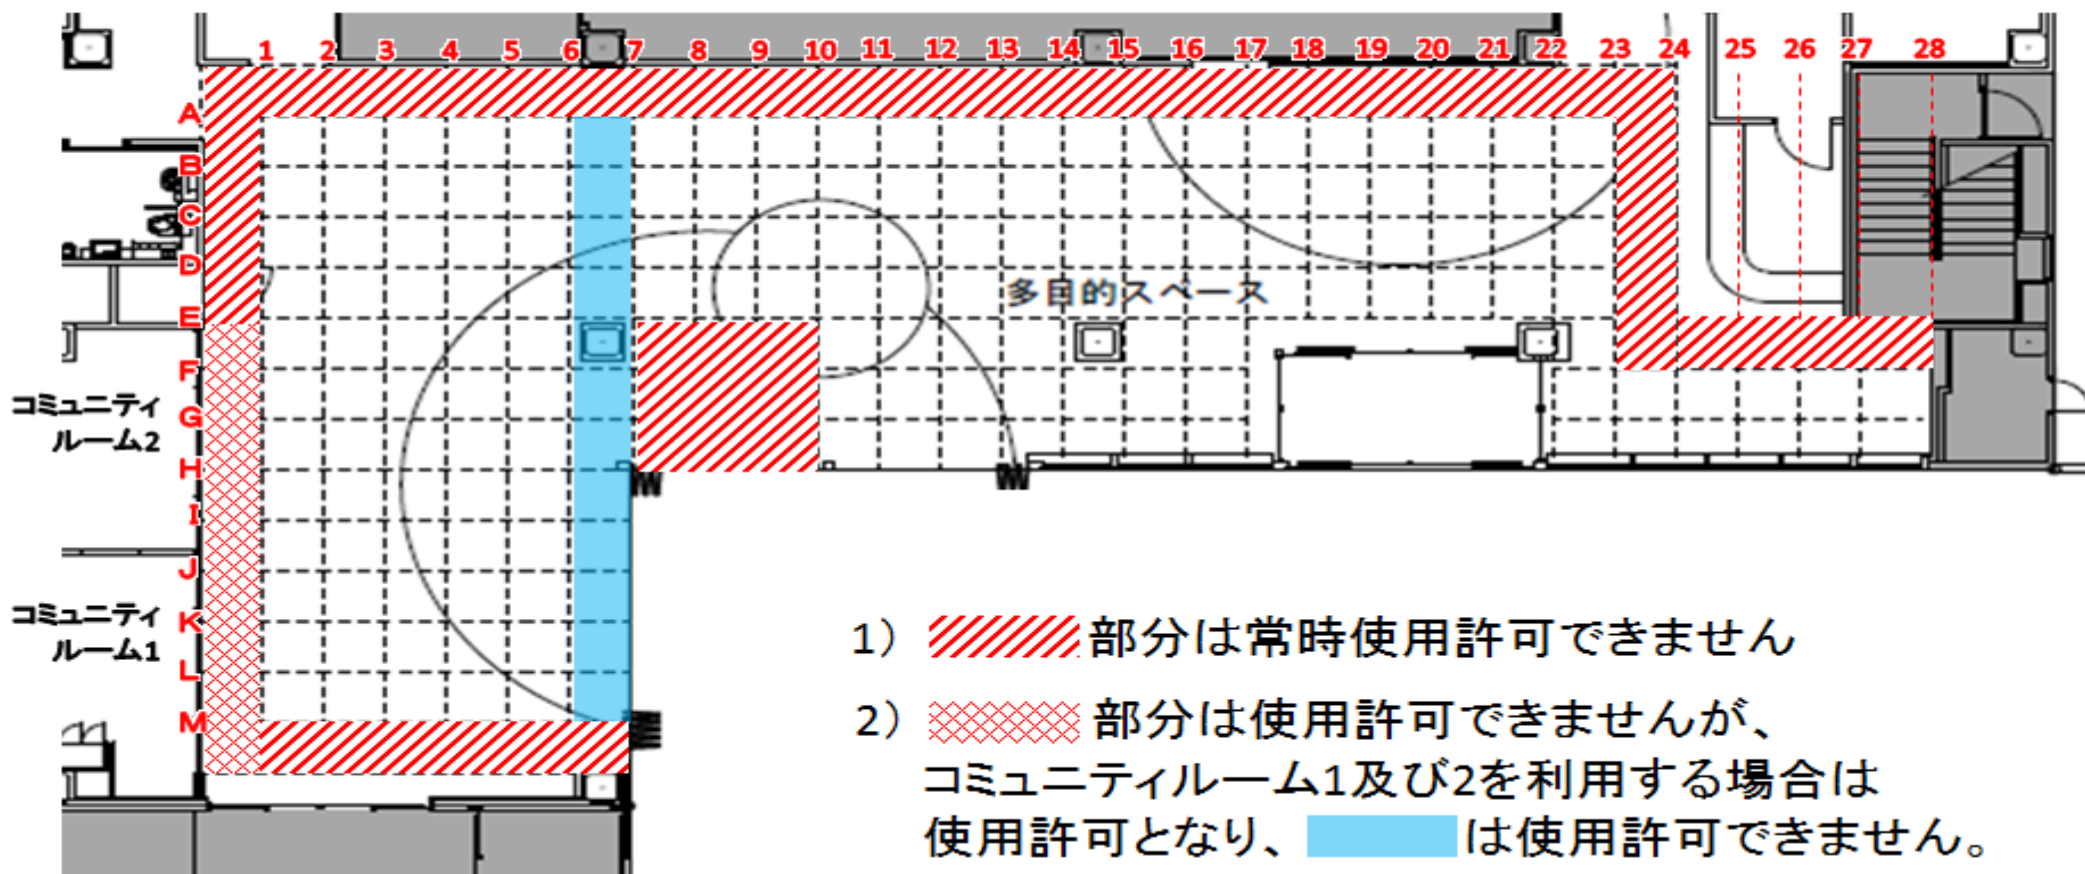 1 2 3 4 5 6 7 8 9 10 11 12 13 14 15 16 17 18 19 20 21 22 23 24 25 26 27 28
A
B
C
D
多目的スペース
E
F
コミュニティ
ルーム2
G
H
I
J
コミュニティ
ルーム1
K
L
M
1） 部分は常時使用許可できません
2） 部分は使用許可できませんが、
コミュニティルーム1及び2を利用する場合は
使用許可となり、 は使用許可できません。